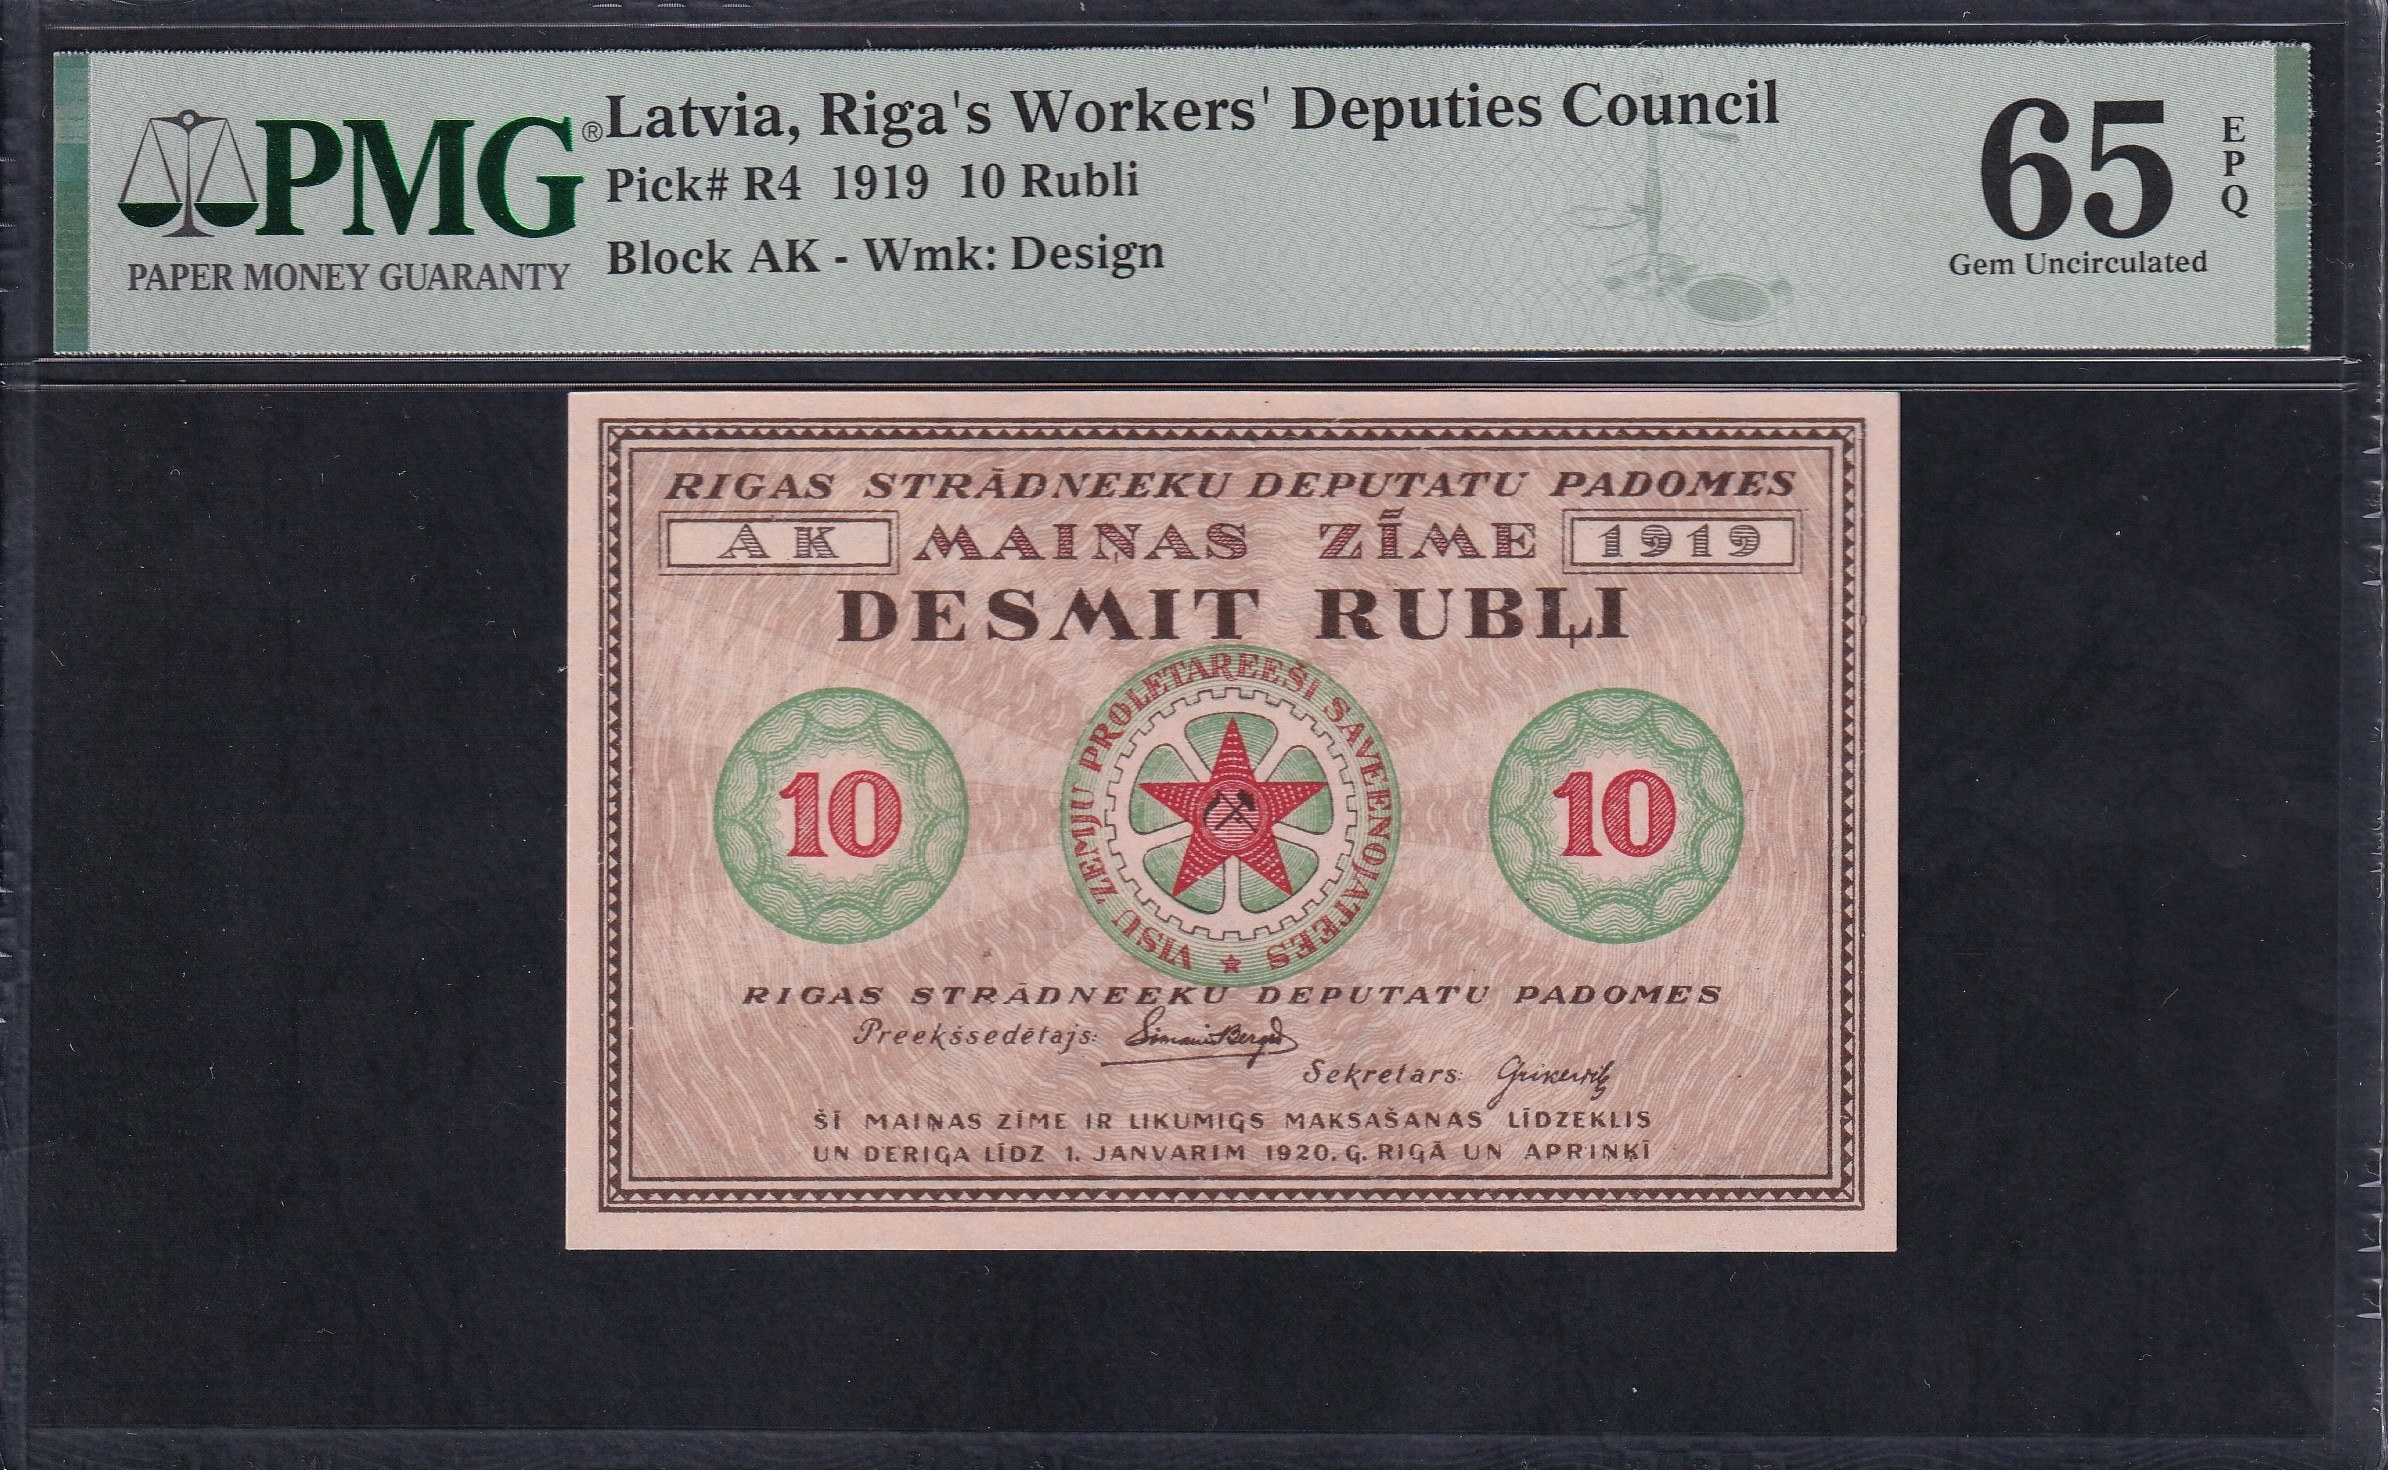 PMG®
PAPER MONEY GUARANTY
Latvia, Riga's Workers' Deputies Council
Pick# R4 1919 10 Rubli
Block AK - Wmk: Design
65
EPQ
Gem Uncirculated
RIGAS STRĀDNEEKU DEPUTATU PADOMES
AK MAIŅAS ZĪME 1919
DESMIT RUBĻI
10
VISU ZEMJU PROLETAREEŠI SAVEENOJATEES
10
RIGAS STRĀDNEEKU DEPUTATU PADOMES
Preekšsedētajs:
Sekretars:
ŠĪ MAIŅAS ZĪME IR LIKUMIGS MAKSAŠANAS LĪDZEKLIS
UN DERIGA LĪDZ 1. JANVARIM 1920. G. RIGĀ UN APRIŅĶĪ